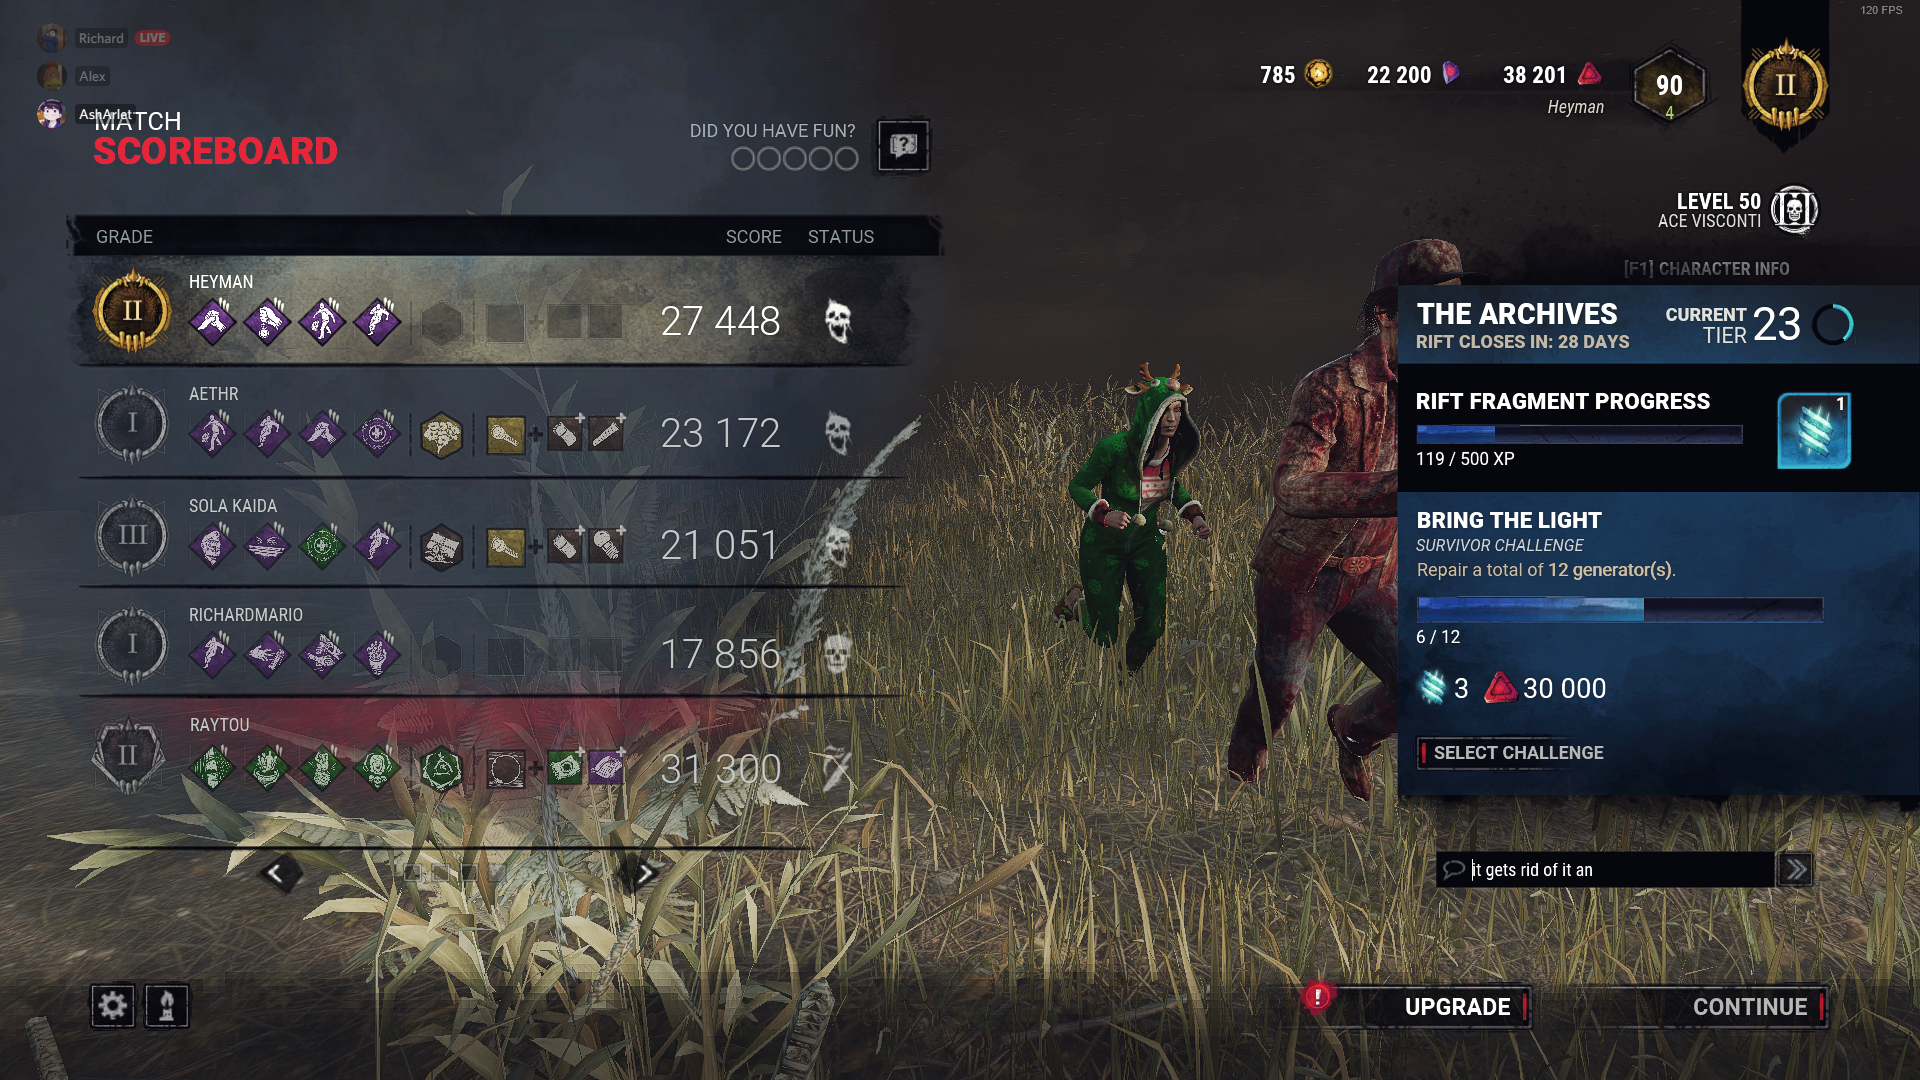 120 FPS
Richard LIVE
Alex
AshArlet
MATCH
SCOREBOARD
DID YOU HAVE FUN?
785
22 200
38 201
Heyman
90
4
II
LEVEL 50
ACE VISCONTI
[F1] CHARACTER INFO
GRADE SCORE STATUS
HEYMAN
II 27 448
AETHR
I 23 172
SOLA KAIDA
III 21 051
RICHARDMARIO
I 17 856
RAYTOU
II 31 300
THE ARCHIVES
RIFT CLOSES IN: 28 DAYS
CURRENT
TIER 23
RIFT FRAGMENT PROGRESS
1
119 / 500 XP
BRING THE LIGHT
SURVIVOR CHALLENGE
Repair a total of 12 generator(s).
6 / 12
3 30 000
SELECT CHALLENGE
it gets rid of it an
UPGRADE
CONTINUE